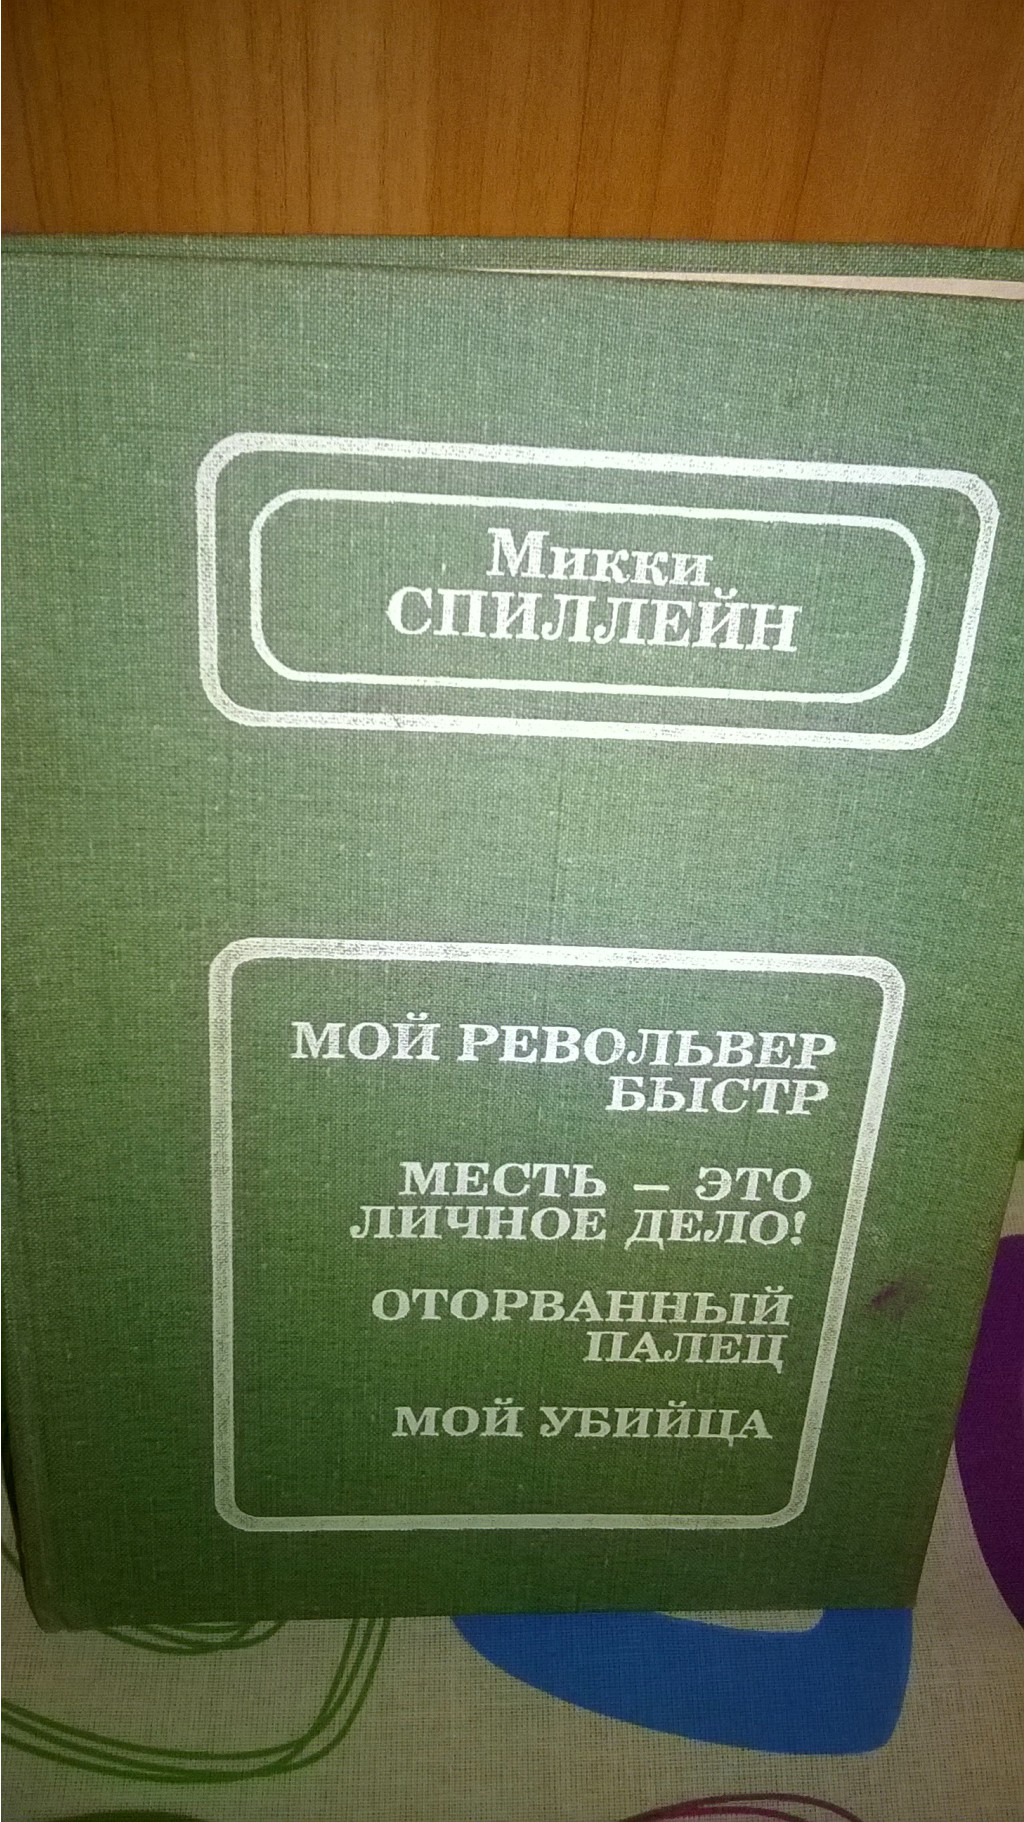 Микки
СПИЛЛЕЙН
МОЙ РЕВОЛЬВЕР
БЫСТР
МЕСТЬ – ЭТО
ЛИЧНОЕ ДЕЛО!
ОТОРВАННЫЙ
ПАЛЕЦ
МОЙ УБИЙЦА